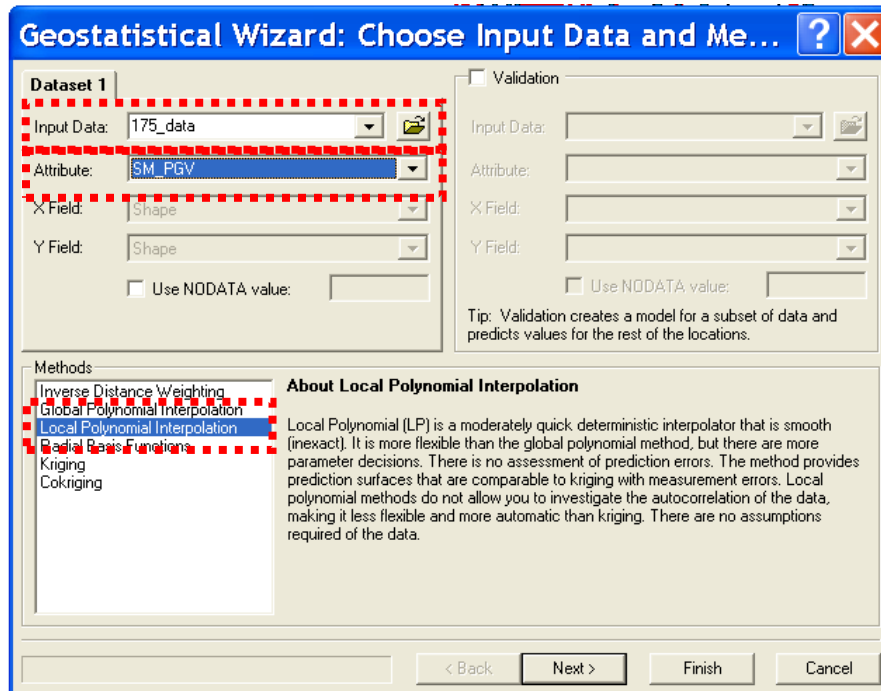 Geostatistical Wizard: Choose Input Data and Me...
Dataset 1
Input Data: 175_data
Attribute: SM_PGV
X Field: Shape
Y Field: Shape
Use NODATA value:
Validation
Input Data:
Attribute:
X Field:
Y Field:
Use NODATA value:
Tip: Validation creates a model for a subset of data and
predicts values for the rest of the locations.
Methods
Inverse Distance Weighting
Global Polynomial Interpolation
Local Polynomial Interpolation
Radial Basis Functions
Kriging
Cokriging
About Local Polynomial Interpolation
Local Polynomial (LP) is a moderately quick deterministic interpolator that is smooth
(inexact). It is more flexible than the global polynomial method, but there are more
parameter decisions. There is no assessment of prediction errors. The method provides
prediction surfaces that are comparable to kriging with measurement errors. Local
polynomial methods do not allow you to investigate the autocorrelation of the data,
making it less flexible and more automatic than kriging. There are no assumptions
required of the data.
< Back
Next >
Finish
Cancel